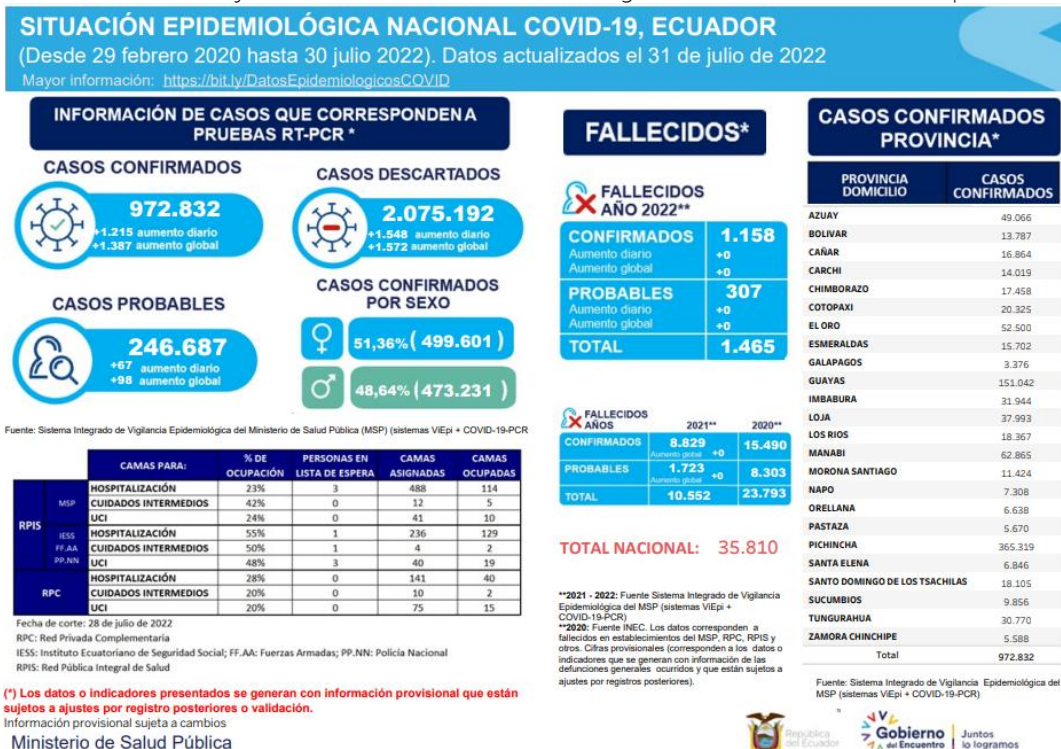 SITUACIÓN EPIDEMIOLÓGICA NACIONAL COVID-19, ECUADOR
(Desde 29 febrero 2020 hasta 30 julio 2022). Datos actualizados el 31 de julio de 2022
Mayor información: https://bit.ly/DatosEpidemiologicosCOVID
INFORMACIÓN DE CASOS QUE CORRESPONDEN A
PRUEBAS RT-PCR *
CASOS CONFIRMADOS
972.832
+1.215 aumento diario
+1.387 aumento global
CASOS DESCARTADOS
2.075.192
+1.548 aumento diario
+1.572 aumento global
CASOS PROBABLES
246.687
+67 aumento diario
+98 aumento global
CASOS CONFIRMADOS
POR SEXO
51,36% ( 499.601 )
48,64% (473.231 )
Fuente: Sistema Integrado de Vigilancia Epidemiológica del Ministerio de Salud Pública (MSP) (sistemas ViEpi + COVID-19-PCR
CAMAS PARA: % DE OCUPACIÓN PERSONAS EN LISTA DE ESPERA CAMAS ASIGNADAS CAMAS OCUPADAS
RPIS
MSP
HOSPITALIZACIÓN 23% 3 488 114
CUIDADOS INTERMEDIOS 42% 0 12 5
UCI 24% 0 41 10
IESS
FF.AA
PP.NN
HOSPITALIZACIÓN 55% 1 236 129
CUIDADOS INTERMEDIOS 50% 1 4 2
UCI 48% 3 40 19
RPC
HOSPITALIZACIÓN 28% 0 141 40
CUIDADOS INTERMEDIOS 20% 0 10 2
UCI 20% 0 75 15
Fecha de corte: 28 de julio de 2022
RPC: Red Privada Complementaria
IESS: Instituto Ecuatoriano de Seguridad Social; FF.AA: Fuerzas Armadas; PP.NN: Policía Nacional
RPIS: Red Pública Integral de Salud
(*) Los datos o indicadores presentados se generan con información provisional que están
sujetos a ajustes por registro posteriores o validación.
Información provisional sujeta a cambios
Ministerio de Salud Pública
FALLECIDOS*
FALLECIDOS
AÑO 2022**
CONFIRMADOS 1.158
Aumento diario +0
Aumento global +0
PROBABLES 307
Aumento diario +0
Aumento global +0
TOTAL 1.465
FALLECIDOS
AÑOS 2021** 2020**
CONFIRMADOS 8.829 15.490
Aumento global +0
PROBABLES 1.723 8.303
Aumento global +0
TOTAL 10.552 23.793
TOTAL NACIONAL: 35.810
**2021 - 2022: Fuente Sistema Integrado de Vigilancia
Epidemiológica del MSP (sistemas ViEpi +
COVID-19-PCR)
**2020: Fuente INEC. Los datos corresponden a
fallecidos en establecimientos del MSP, RPC, RPIS y
otros. Cifras provisionales (corresponden a los datos o
indicadores que se generan con información de las
defunciones generales ocurridos y que están sujetos a
ajustes por registros posteriores).
CASOS CONFIRMADOS
PROVINCIA*
PROVINCIA DOMICILIO CASOS CONFIRMADOS
AZUAY 49.066
BOLIVAR 13.787
CAÑAR 16.864
CARCHI 14.019
CHIMBORAZO 17.458
COTOPAXI 20.325
EL ORO 52.500
ESMERALDAS 15.702
GALAPAGOS 3.376
GUAYAS 151.042
IMBABURA 31.944
LOJA 37.993
LOS RIOS 18.367
MANABI 62.865
MORONA SANTIAGO 11.424
NAPO 7.308
ORELLANA 6.638
PASTAZA 5.670
PICHINCHA 365.319
SANTA ELENA 6.846
SANTO DOMINGO DE LOS TSACHILAS 18.105
SUCUMBIOS 9.856
TUNGURAHUA 30.770
ZAMORA CHINCHIPE 5.588
Total 972.832
Fuente: Sistema Integrado de Vigilancia Epidemiológica del
MSP (sistemas ViEpi + COVID-19-PCR)
República
del Ecuador
Gobierno
del Encuentro
Juntos
lo logramos